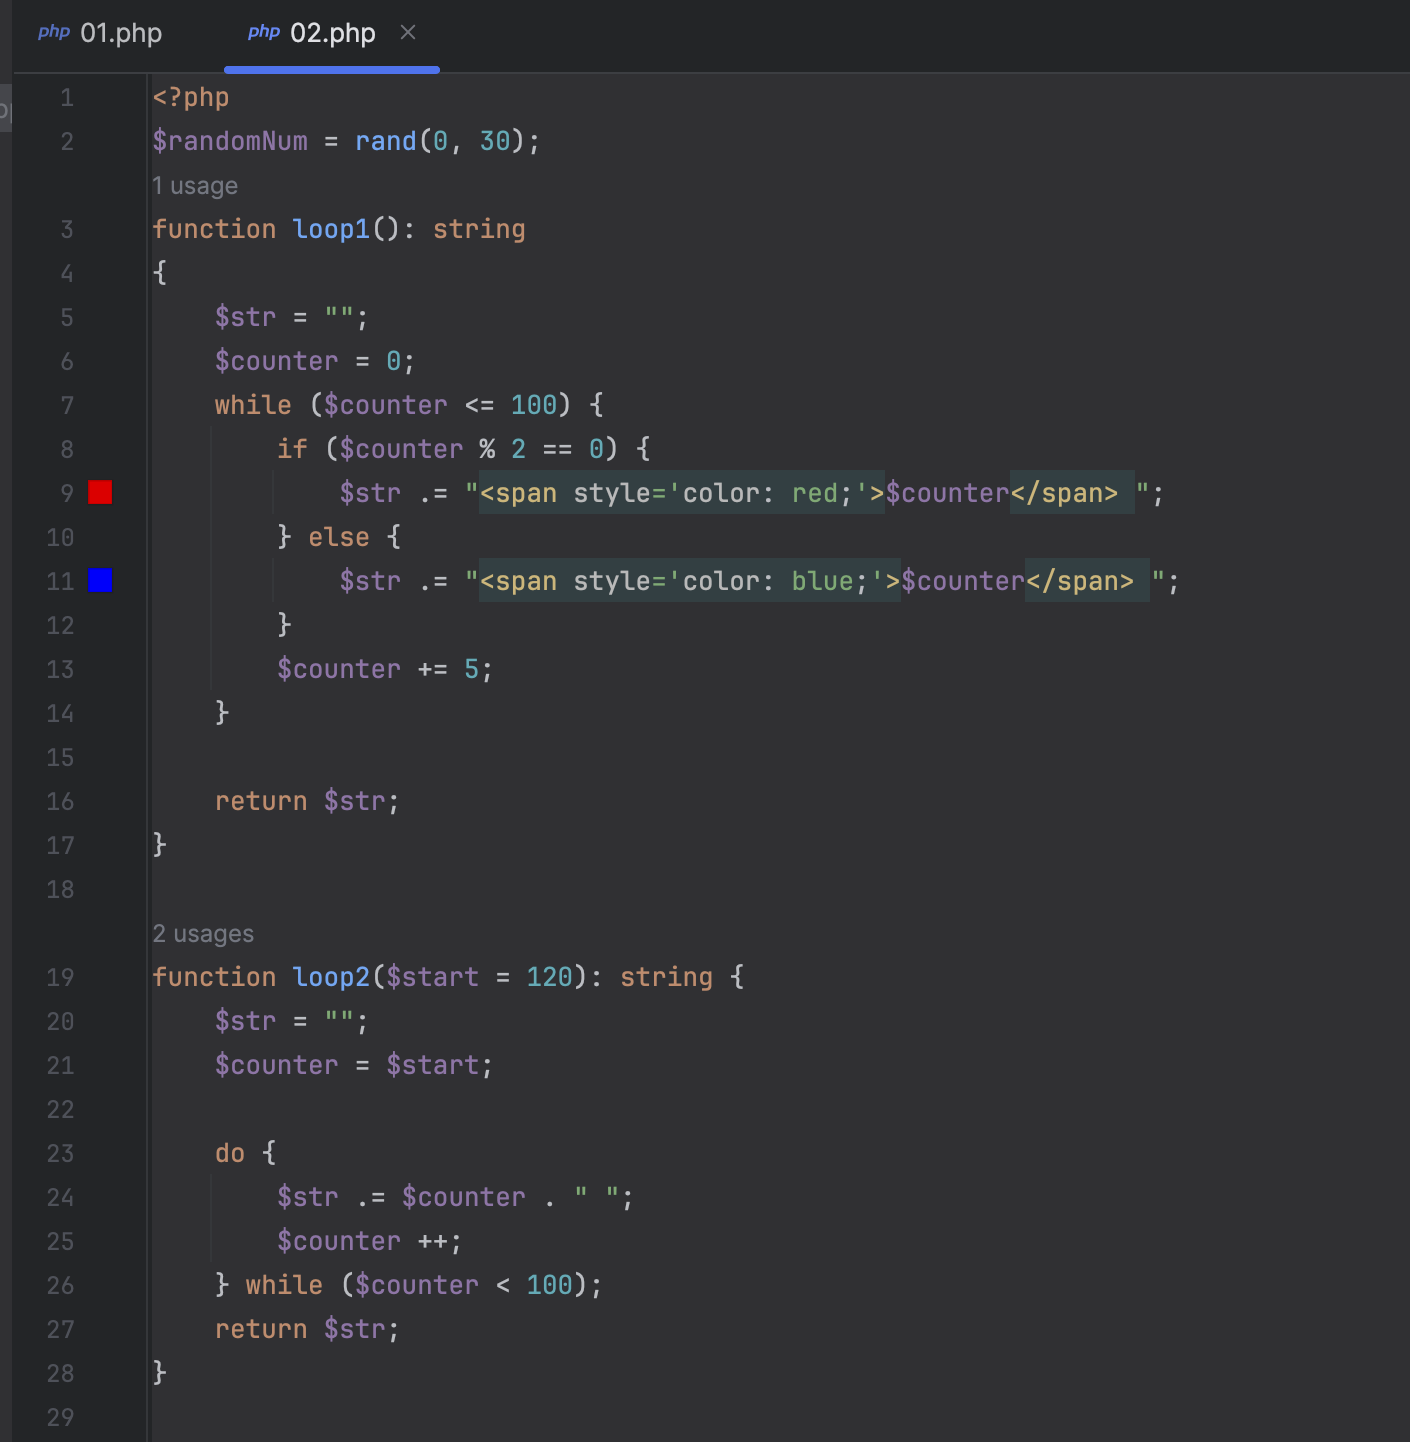 php 01.php php 02.php ×
1 <?php
2 $randomNum = rand(0, 30);
1 usage
3 function loop1(): string
4 {
5     $str = "";
6     $counter = 0;
7     while ($counter <= 100) {
8         if ($counter % 2 == 0) {
9             $str .= "<span style='color: red;'>$counter</span> ";
10         } else {
11             $str .= "<span style='color: blue;'>$counter</span> ";
12         }
13         $counter += 5;
14     }
15
16     return $str;
17 }
18
2 usages
19 function loop2($start = 120): string {
20     $str = "";
21     $counter = $start;
22
23     do {
24         $str .= $counter . " ";
25         $counter ++;
26     } while ($counter < 100);
27     return $str;
28 }
29